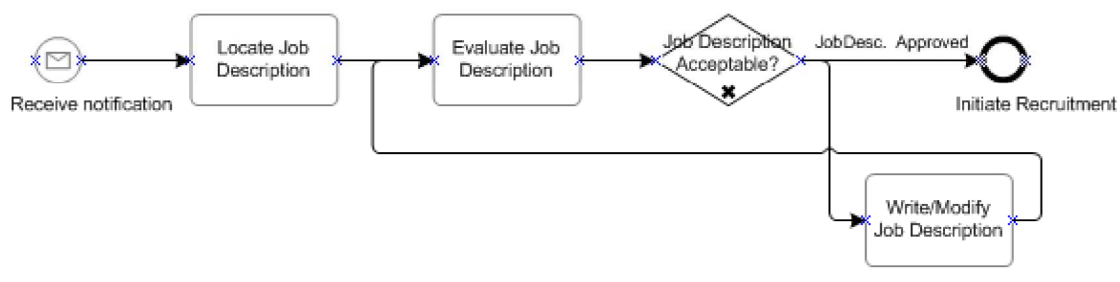 Receive notification
Locate Job
Description
Evaluate Job
Description
Job Description
Acceptable?
JobDesc. Approved
Initiate Recruitment
Write/Modify
Job Description